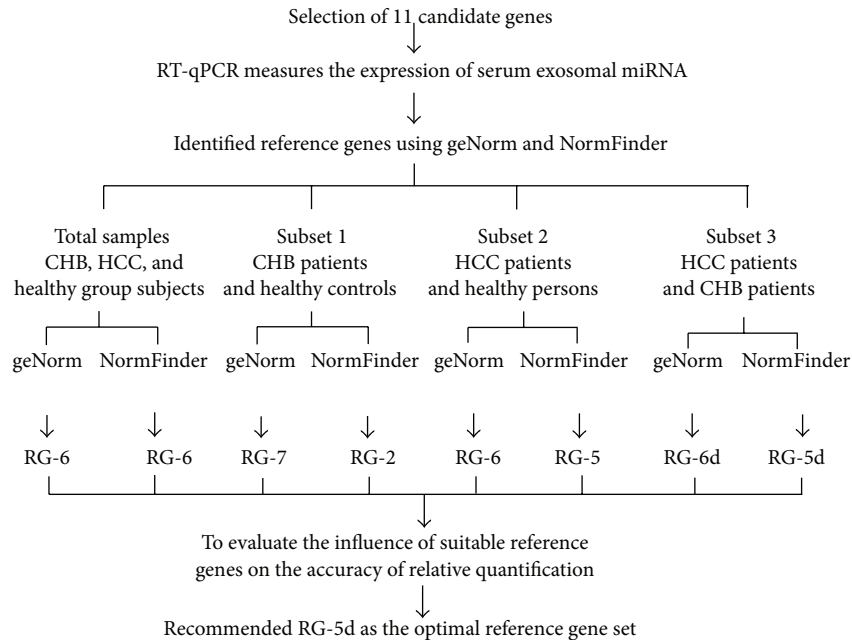 Selection of 11 candidate genes
RT-qPCR measures the expression of serum exosomal miRNA
Identified reference genes using geNorm and NormFinder
Total samples
CHB, HCC, and
healthy group subjects
Subset 1
CHB patients
and healthy controls
Subset 2
HCC patients
and healthy persons
Subset 3
HCC patients
and CHB patients
geNorm NormFinder
geNorm NormFinder
geNorm NormFinder
geNorm NormFinder
RG-6 RG-6 RG-7 RG-2 RG-6 RG-5 RG-6d RG-5d
To evaluate the influence of suitable reference
genes on the accuracy of relative quantification
Recommended RG-5d as the optimal reference gene set